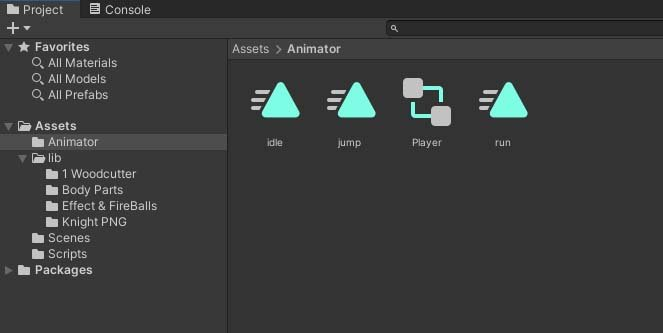 Project Console
Favorites
All Materials
All Models
All Prefabs
Assets
Animator
lib
1 Woodcutter
Body Parts
Effect & FireBalls
Knight PNG
Scenes
Scripts
Packages
Assets > Animator
idle jump Player run